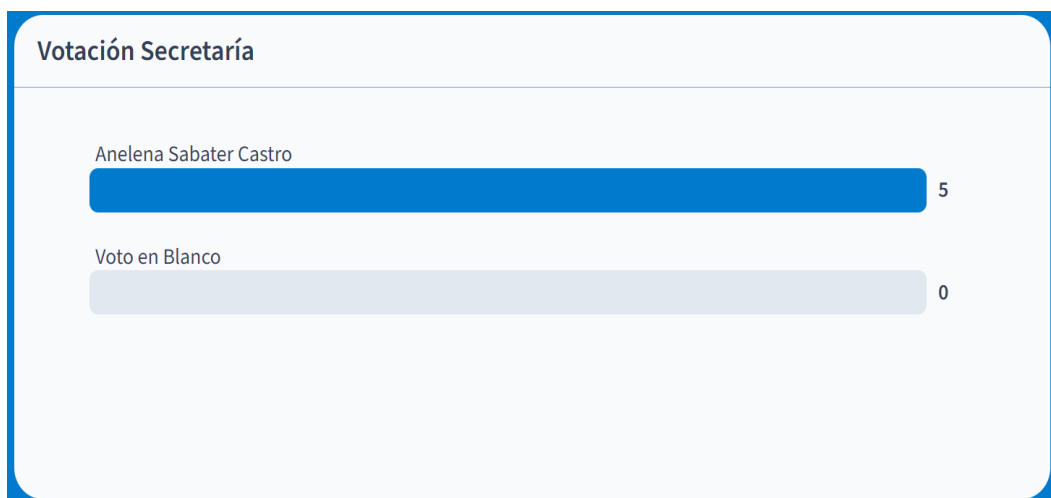 Votación Secretaría
Anelena Sabater Castro
5
Voto en Blanco
0